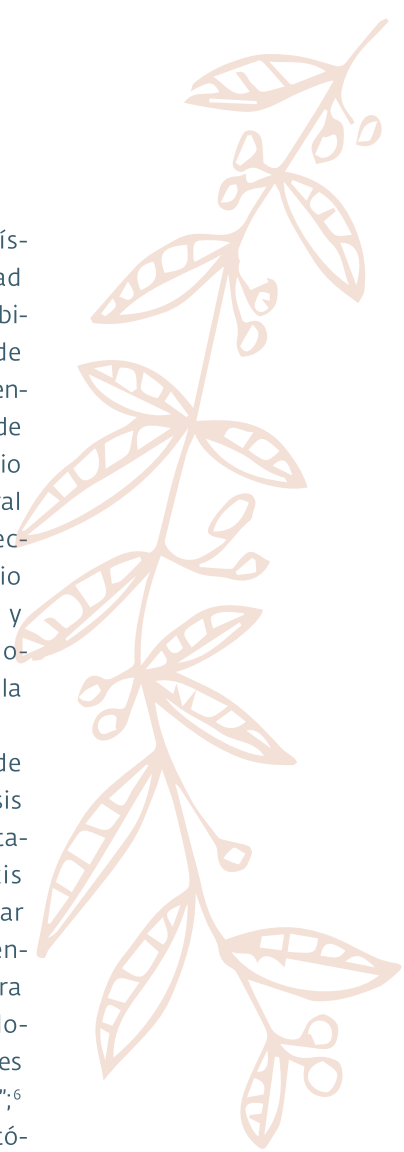 ís-
ad
bi-
de
en-
de
io
al
ec-
io
y
o-
la
de
sis
ta-
is
ar
en-
ra
lo-
es
”;⁶
tó-